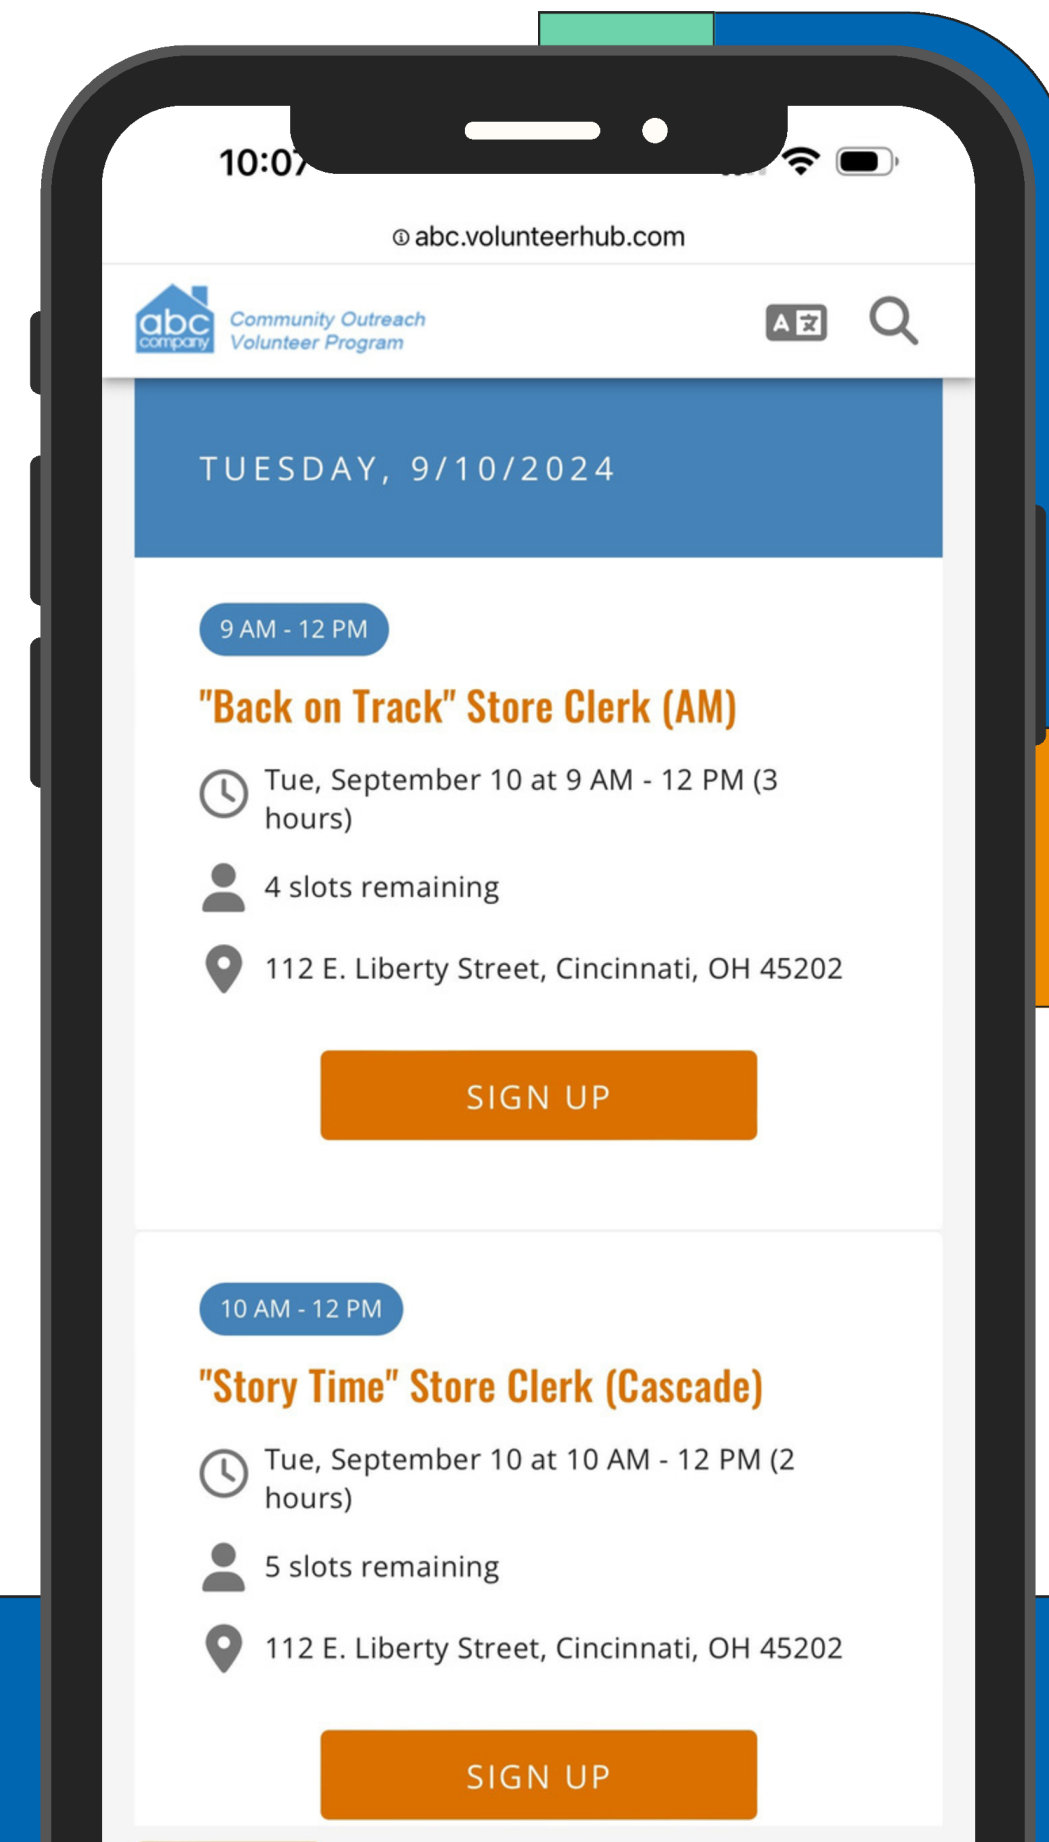 10:07
abc.volunteerhub.com
abc
company
Community Outreach
Volunteer Program
A 文
TUESDAY, 9/10/2024
9 AM - 12 PM
"Back on Track" Store Clerk (AM)
Tue, September 10 at 9 AM - 12 PM (3
hours)
4 slots remaining
112 E. Liberty Street, Cincinnati, OH 45202
SIGN UP
10 AM - 12 PM
"Story Time" Store Clerk (Cascade)
Tue, September 10 at 10 AM - 12 PM (2
hours)
5 slots remaining
112 E. Liberty Street, Cincinnati, OH 45202
SIGN UP